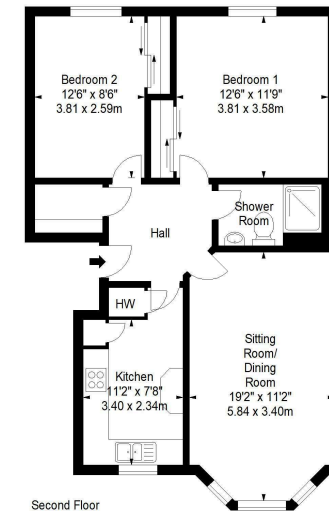 Bedroom 2
12'6" x 8'6"
3.81 x 2.59m
Bedroom 1
12'6" x 11'9"
3.81 x 3.58m
Shower
Room
Hall
HW
Sitting
Room/
Dining
Room
19'2" x 11'2"
5.84 x 3.40m
Kitchen
11'2" x 7'8"
3.40 x 2.34m
Second Floor